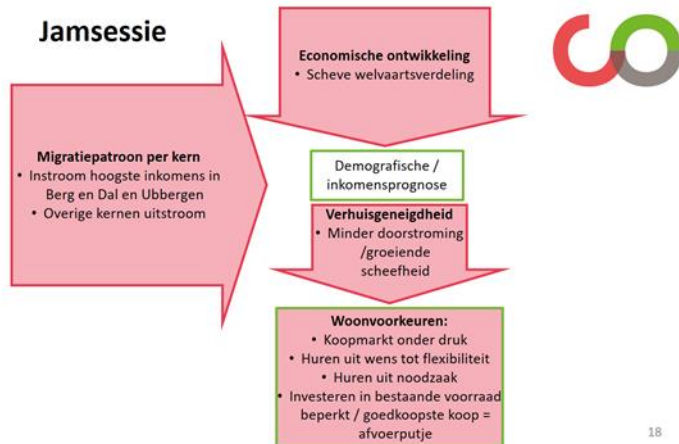 Jamsessie
Economische ontwikkeling
• Scheve welvaartsverdeling
Migratiepatroon per kern
• Instroom hoogste inkomens in
Berg en Dal en Ubbergen
• Overige kernen uitstroom
Demografische /
inkomensprognose
Verhuisgeneigdheid
• Minder doorstroming
/groeiende
scheefheid
Woonvoorkeuren:
• Koopmarkt onder druk
• Huren uit wens tot flexibiliteit
• Huren uit noodzaak
• Investeren in bestaande voorraad
beperkt / goedkoopste koop =
afvoerputje
18